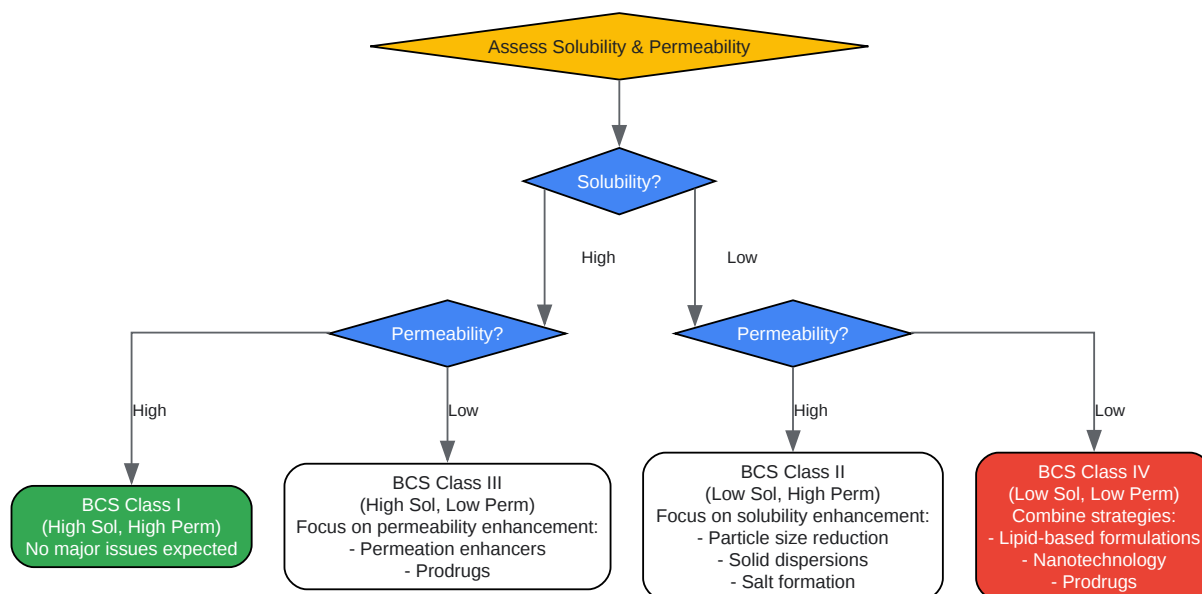 Assess Solubility & Permeability
Solubility?
High
Low
Permeability?
Permeability?
High
Low
High
Low
BCS Class I
(High Sol, High Perm)
No major issues expected
BCS Class III
(High Sol, Low Perm)
Focus on permeability enhancement:
- Permeation enhancers
- Prodrugs
BCS Class II
(Low Sol, High Perm)
Focus on solubility enhancement:
- Particle size reduction
- Solid dispersions
- Salt formation
BCS Class IV
(Low Sol, Low Perm)
Combine strategies:
- Lipid-based formulations
- Nanotechnology
- Prodrugs